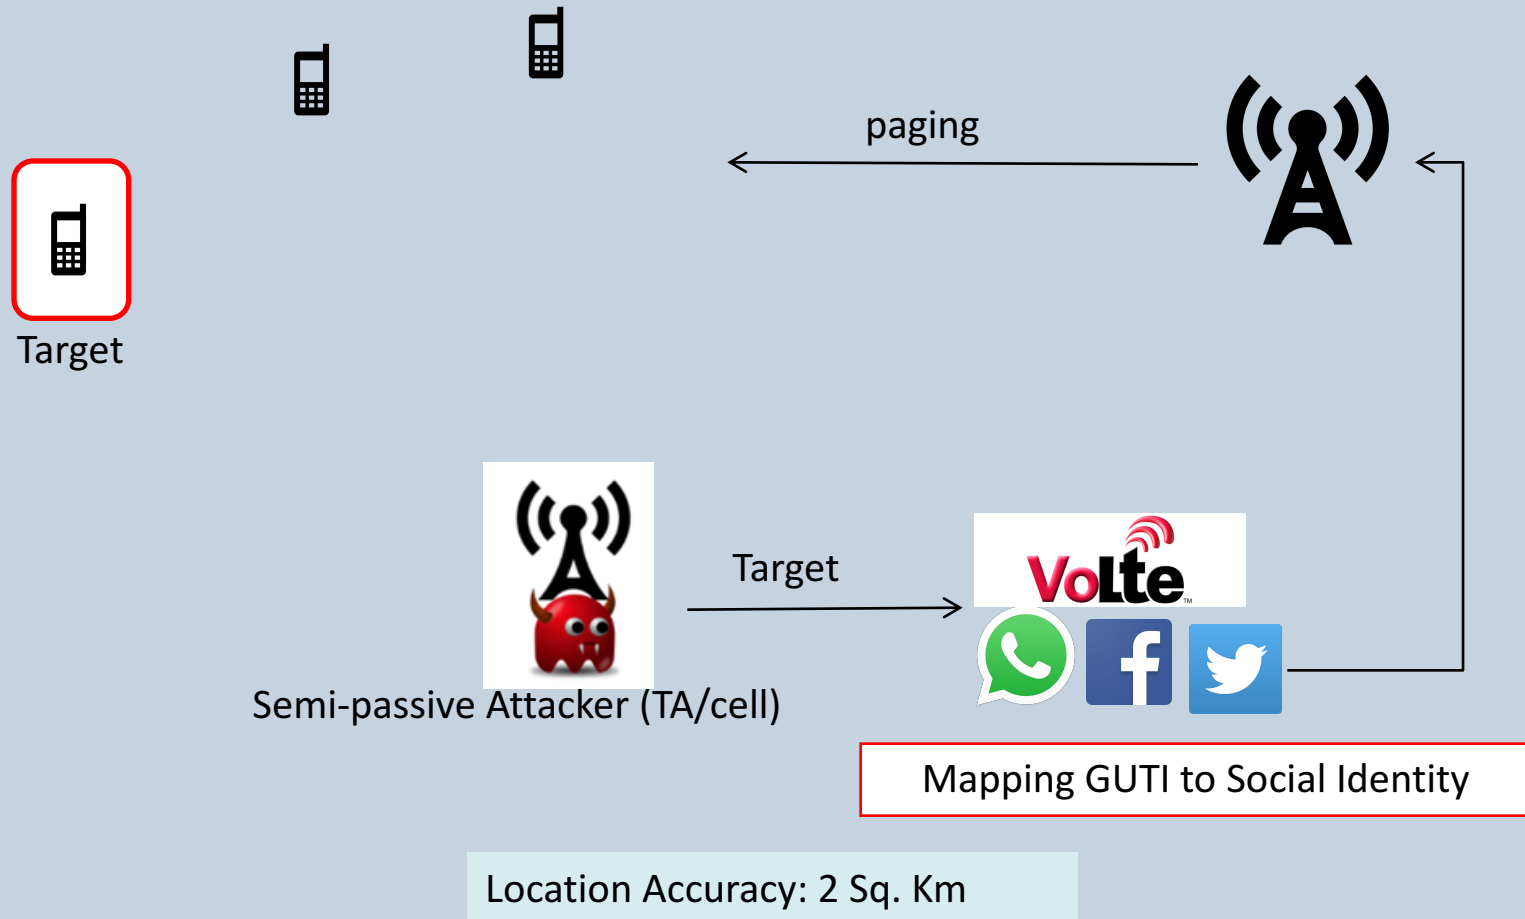 paging
Target
Target
VoLTE
TM
Semi-passive Attacker (TA/cell)
Mapping GUTI to Social Identity
Location Accuracy: 2 Sq. Km